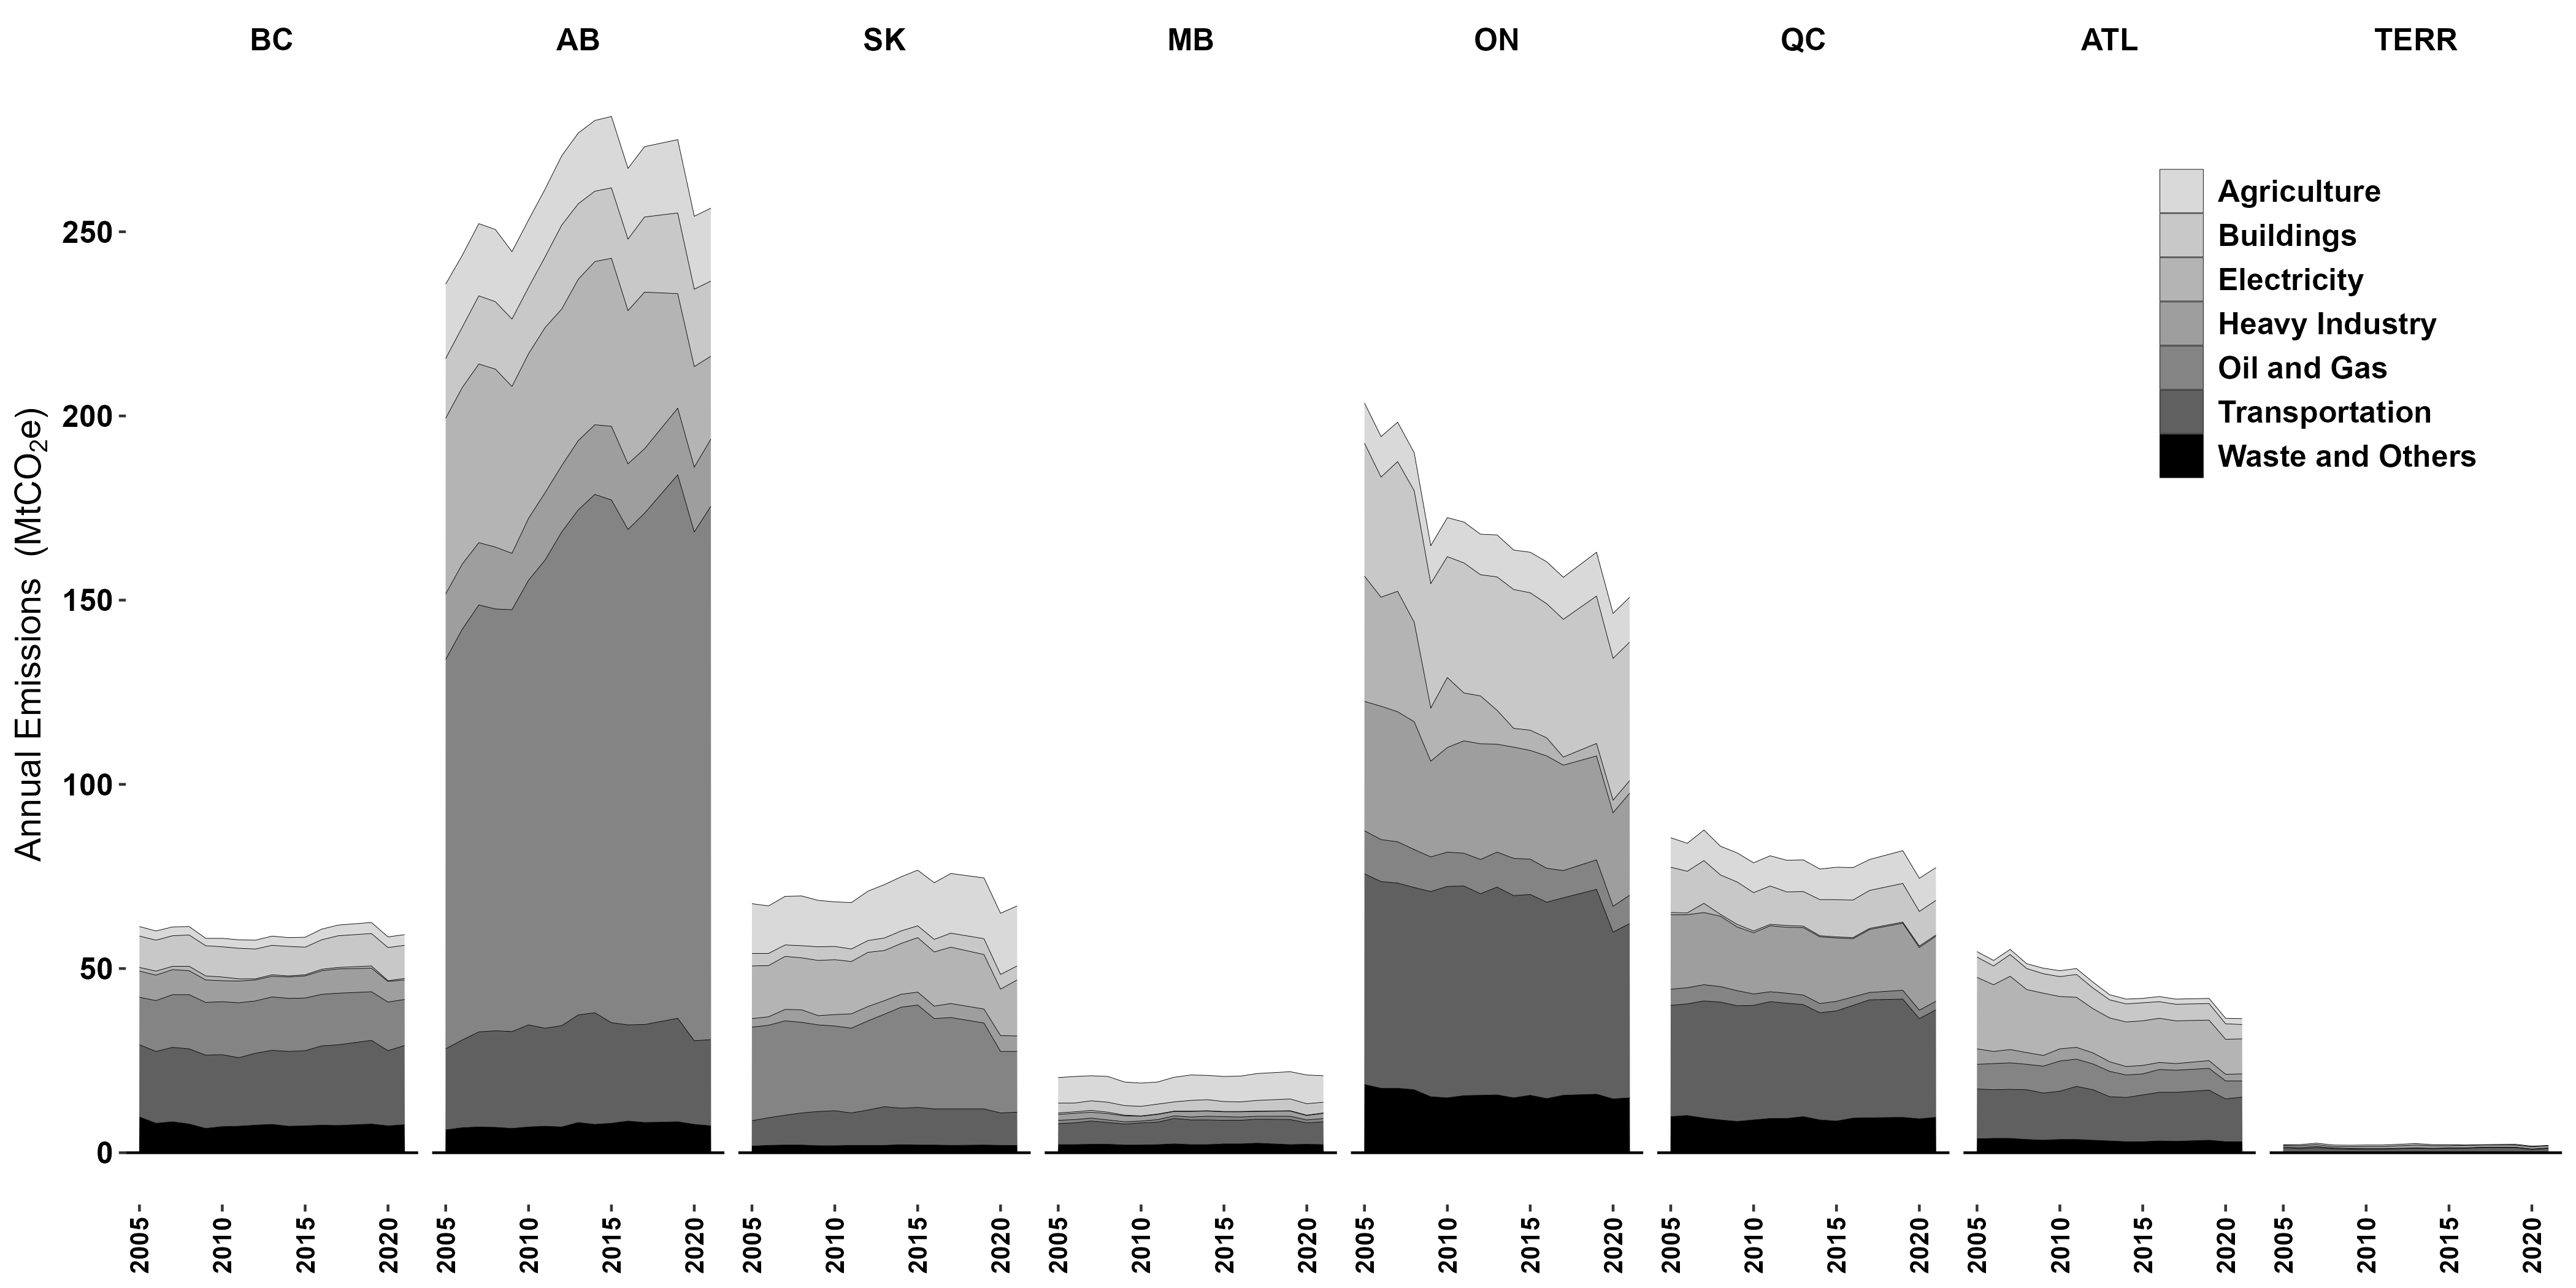 BC AB SK MB ON QC ATL TERR
Annual Emissions (MtCO₂e)
250
200
150
100
50
0
Agriculture
Buildings
Electricity
Heavy Industry
Oil and Gas
Transportation
Waste and Others
2005 2010 2015 2020 2005 2010 2015 2020 2005 2010 2015 2020 2005 2010 2015 2020 2005 2010 2015 2020 2005 2010 2015 2020 2005 2010 2015 2020 2005 2010 2015 2020